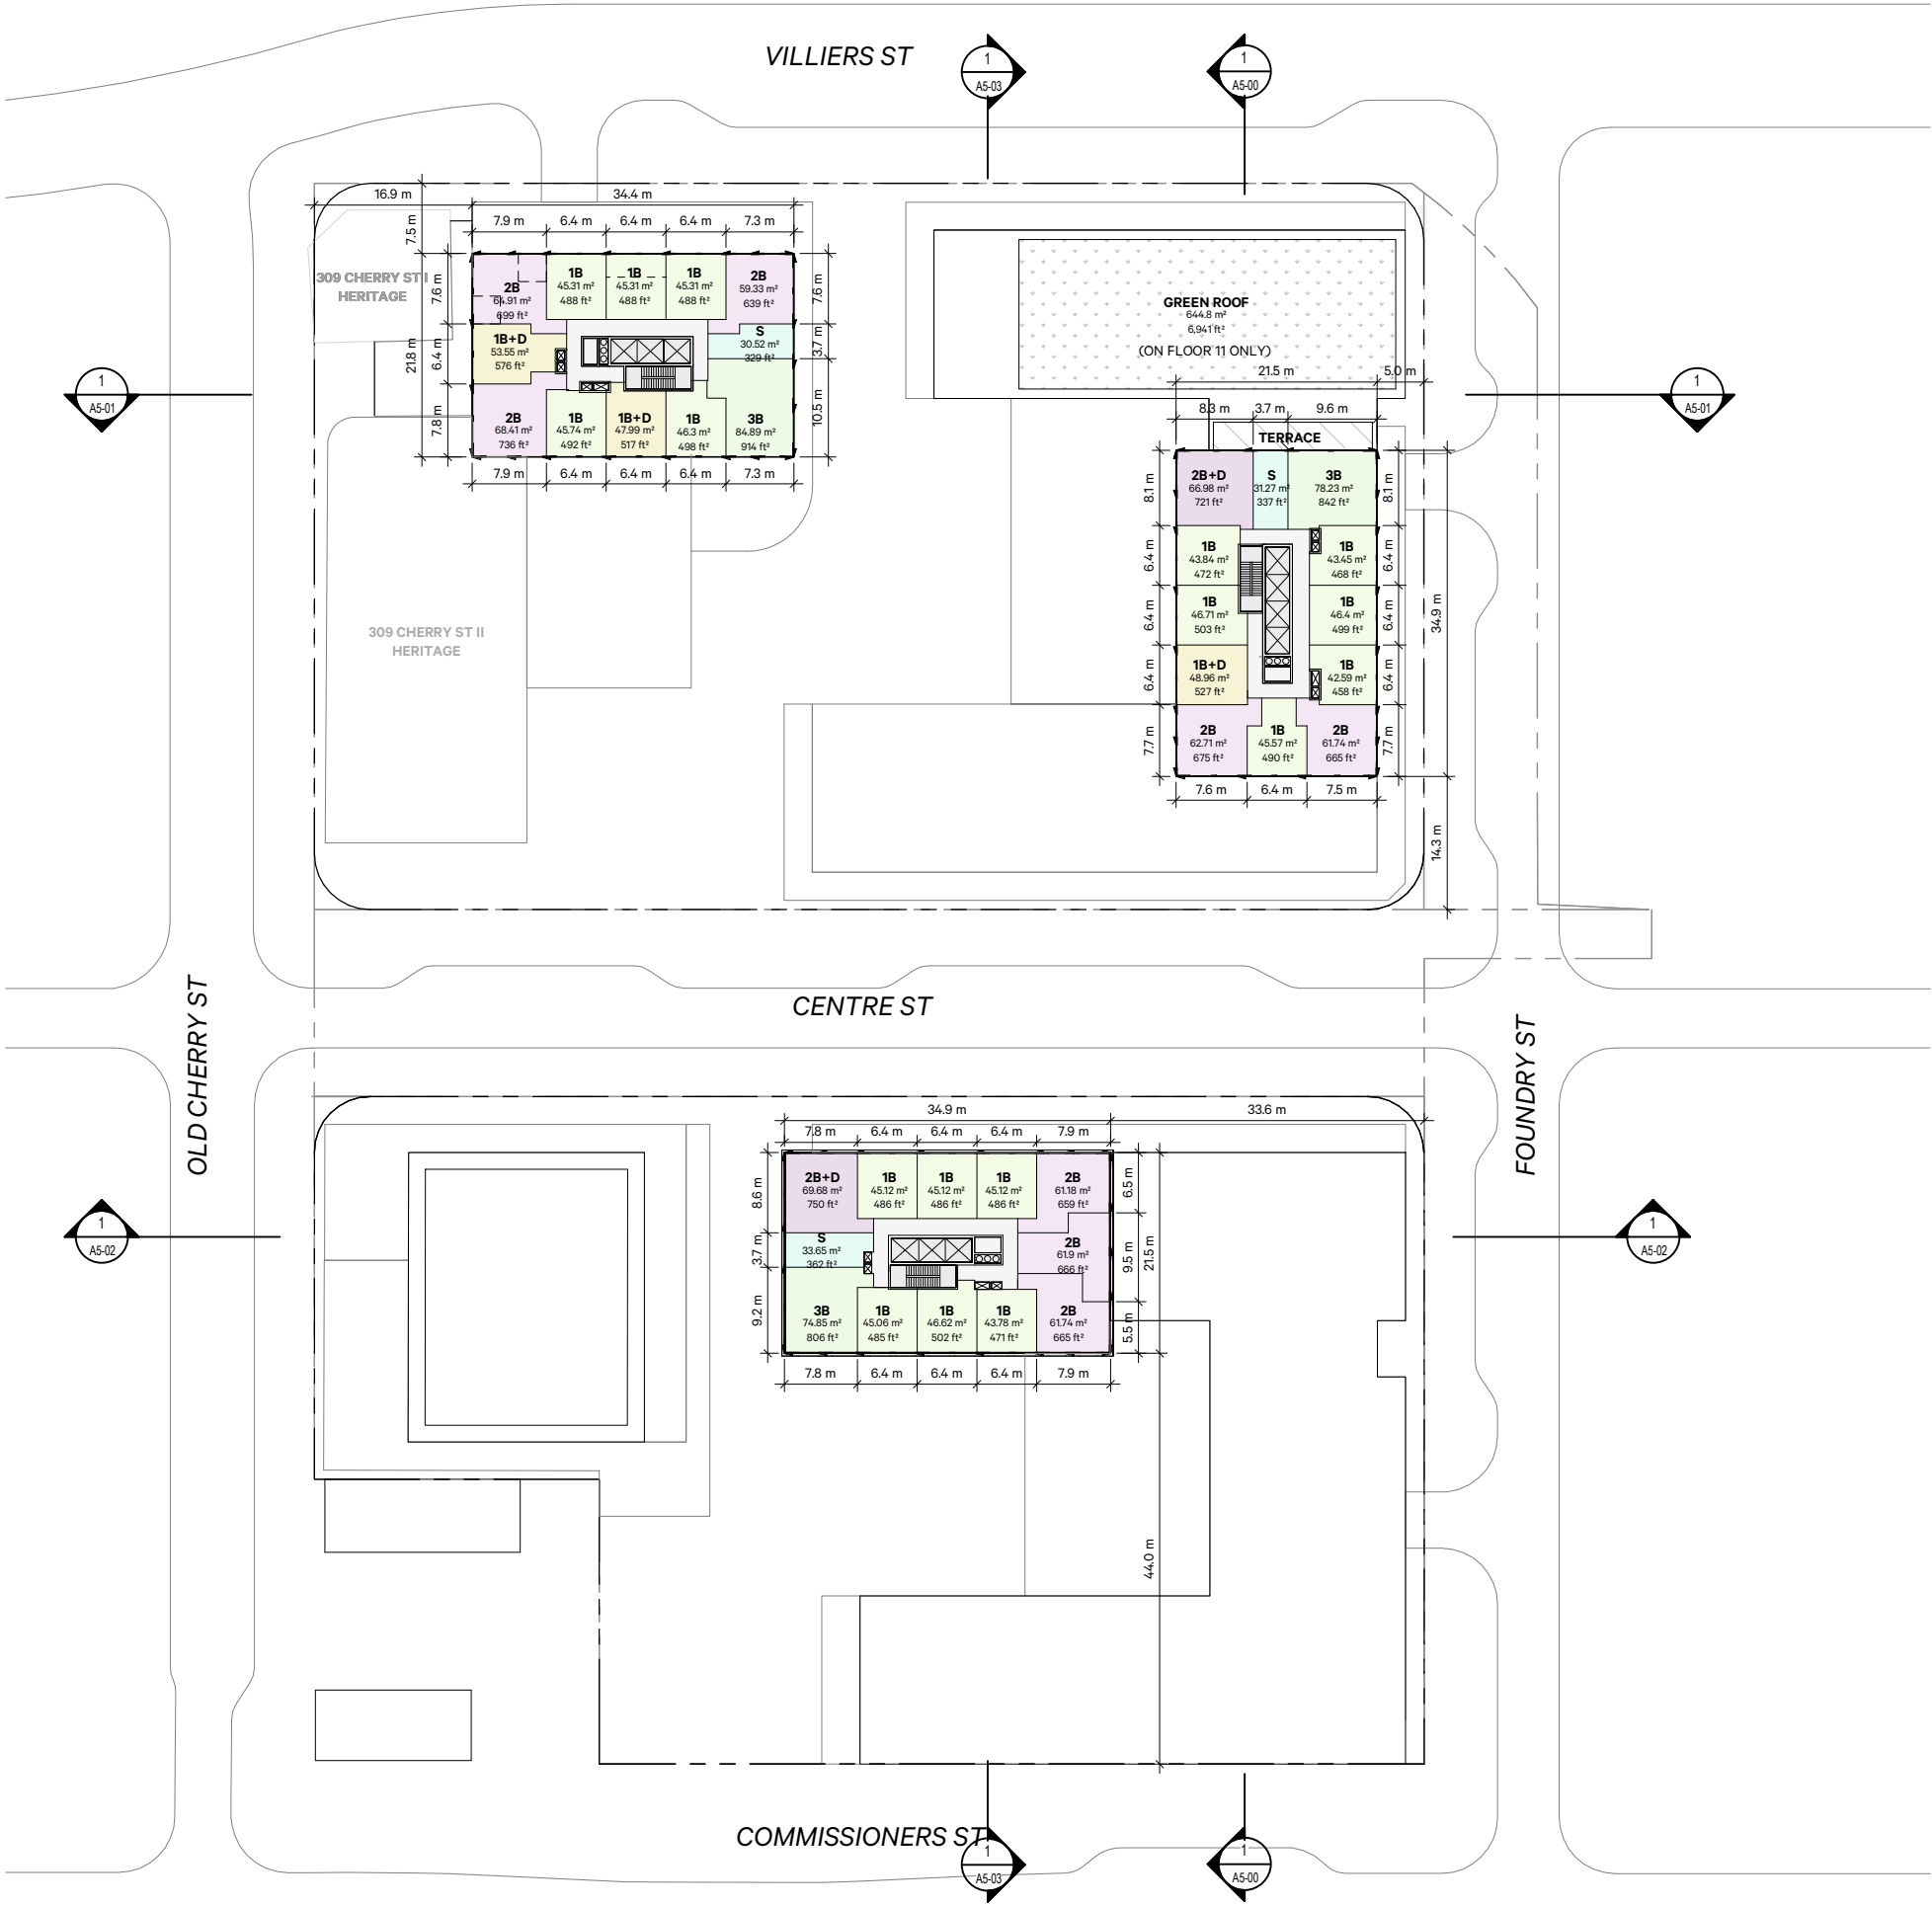 VILLIERS ST
1
A5-03
1
A5-00
16.9 m
34.4 m
7.5 m
7.9 m
6.4 m
6.4 m
6.4 m
7.3 m
309 CHERRY ST I
HERITAGE
21.8 m
7.6 m
6.4 m
7.8 m
2B
64.91 m²
699 ft²
1B
45.31 m²
488 ft²
1B
45.31 m²
488 ft²
1B
45.31 m²
488 ft²
2B
59.33 m²
639 ft²
1B+D
53.55 m²
576 ft²
S
30.52 m²
329 ft²
2B
68.41 m²
736 ft²
1B
45.74 m²
492 ft²
1B+D
47.99 m²
517 ft²
1B
46.3 m²
498 ft²
3B
84.89 m²
914 ft²
7.6 m
3.7 m
10.5 m
7.9 m
6.4 m
6.4 m
6.4 m
7.3 m
GREEN ROOF
644.8 m²
6,941 ft²
(ON FLOOR 11 ONLY)
21.5 m
5.0 m
8.3 m
3.7 m
9.6 m
TERRACE
1
A5-01
1
A5-01
2B+D
66.98 m²
721 ft²
S
31.27 m²
337 ft²
3B
78.23 m²
842 ft²
1B
43.84 m²
472 ft²
1B
43.45 m²
468 ft²
1B
46.71 m²
503 ft²
1B
46.4 m²
499 ft²
1B+D
48.96 m²
527 ft²
1B
42.59 m²
458 ft²
2B
62.71 m²
675 ft²
1B
45.57 m²
490 ft²
2B
61.74 m²
665 ft²
8.1 m
6.4 m
6.4 m
6.4 m
7.7 m
8.1 m
6.4 m
6.4 m
6.4 m
7.7 m
34.9 m
14.3 m
7.6 m
6.4 m
7.5 m
309 CHERRY ST II
HERITAGE
OLD CHERRY ST
CENTRE ST
FOUNDRY ST
34.9 m
33.6 m
7.8 m
6.4 m
6.4 m
6.4 m
7.9 m
2B+D
69.68 m²
750 ft²
1B
45.12 m²
486 ft²
1B
45.12 m²
486 ft²
1B
45.12 m²
486 ft²
2B
61.18 m²
659 ft²
S
33.65 m²
362 ft²
2B
61.9 m²
666 ft²
3B
74.85 m²
806 ft²
1B
45.06 m²
485 ft²
1B
46.62 m²
502 ft²
1B
43.78 m²
471 ft²
2B
61.74 m²
665 ft²
8.6 m
3.7 m
9.2 m
6.5 m
9.5 m
5.5 m
21.5 m
44.0 m
7.8 m
6.4 m
6.4 m
6.4 m
7.9 m
1
A5-02
1
A5-02
COMMISSIONERS ST
1
A5-03
1
A5-00